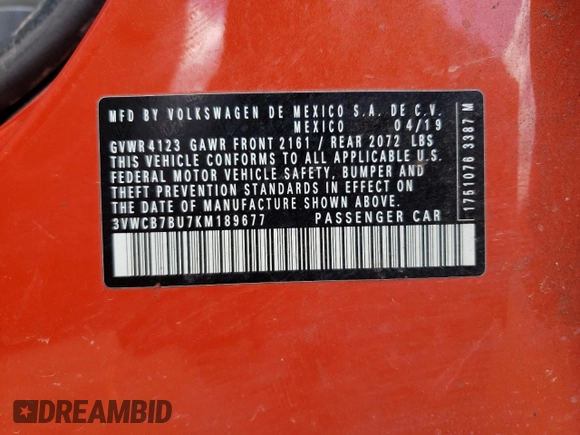 MFD BY VOLKSWAGEN DE MEXICO S.A. DE C.V.
MEXICO 04/19
GVWR 4123 GAWR FRONT 2161 / REAR 2072 LBS
THIS VEHICLE CONFORMS TO ALL APPLICABLE U.S.
FEDERAL MOTOR VEHICLE SAFETY, BUMPER AND
THEFT PREVENTION STANDARDS IN EFFECT ON
THE DATE OF MANUFACTURE SHOWN ABOVE.
3VWCB7BU7KM189677 PASSENGER CAR
1751076 3387 M
DREAMBID